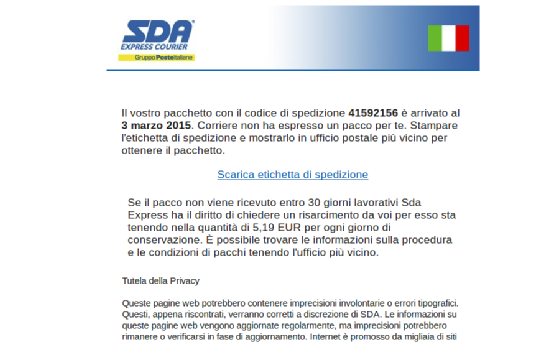 SDA
EXPRESS COURIER
Gruppo Posteitaliane
Il vostro pacchetto con il codice di spedizione 41592156 è arrivato al
3 marzo 2015. Corriere non ha espresso un pacco per te. Stampare
l'etichetta di spedizione e mostrarlo in ufficio postale più vicino per
ottenere il pacchetto.
Scarica etichetta di spedizione
Se il pacco non viene ricevuto entro 30 giorni lavorativi Sda
Express ha il diritto di chiedere un risarcimento da voi per esso sta
tenendo nella quantità di 5,19 EUR per ogni giorno di
conservazione. È possibile trovare le informazioni sulla procedura
e le condizioni di pacchi tenendo l'ufficio più vicino.
Tutela della Privacy
Queste pagine web potrebbero contenere imprecisioni involontarie o errori tipografici.
Questi, appena riscontrati, verranno corretti a discrezione di SDA. Le informazioni su
queste pagine web vengono aggiornate regolarmente, ma imprecisioni potrebbero
rimanere o verificarsi in fase di aggiornamento. Internet è promosso da migliaia di siti